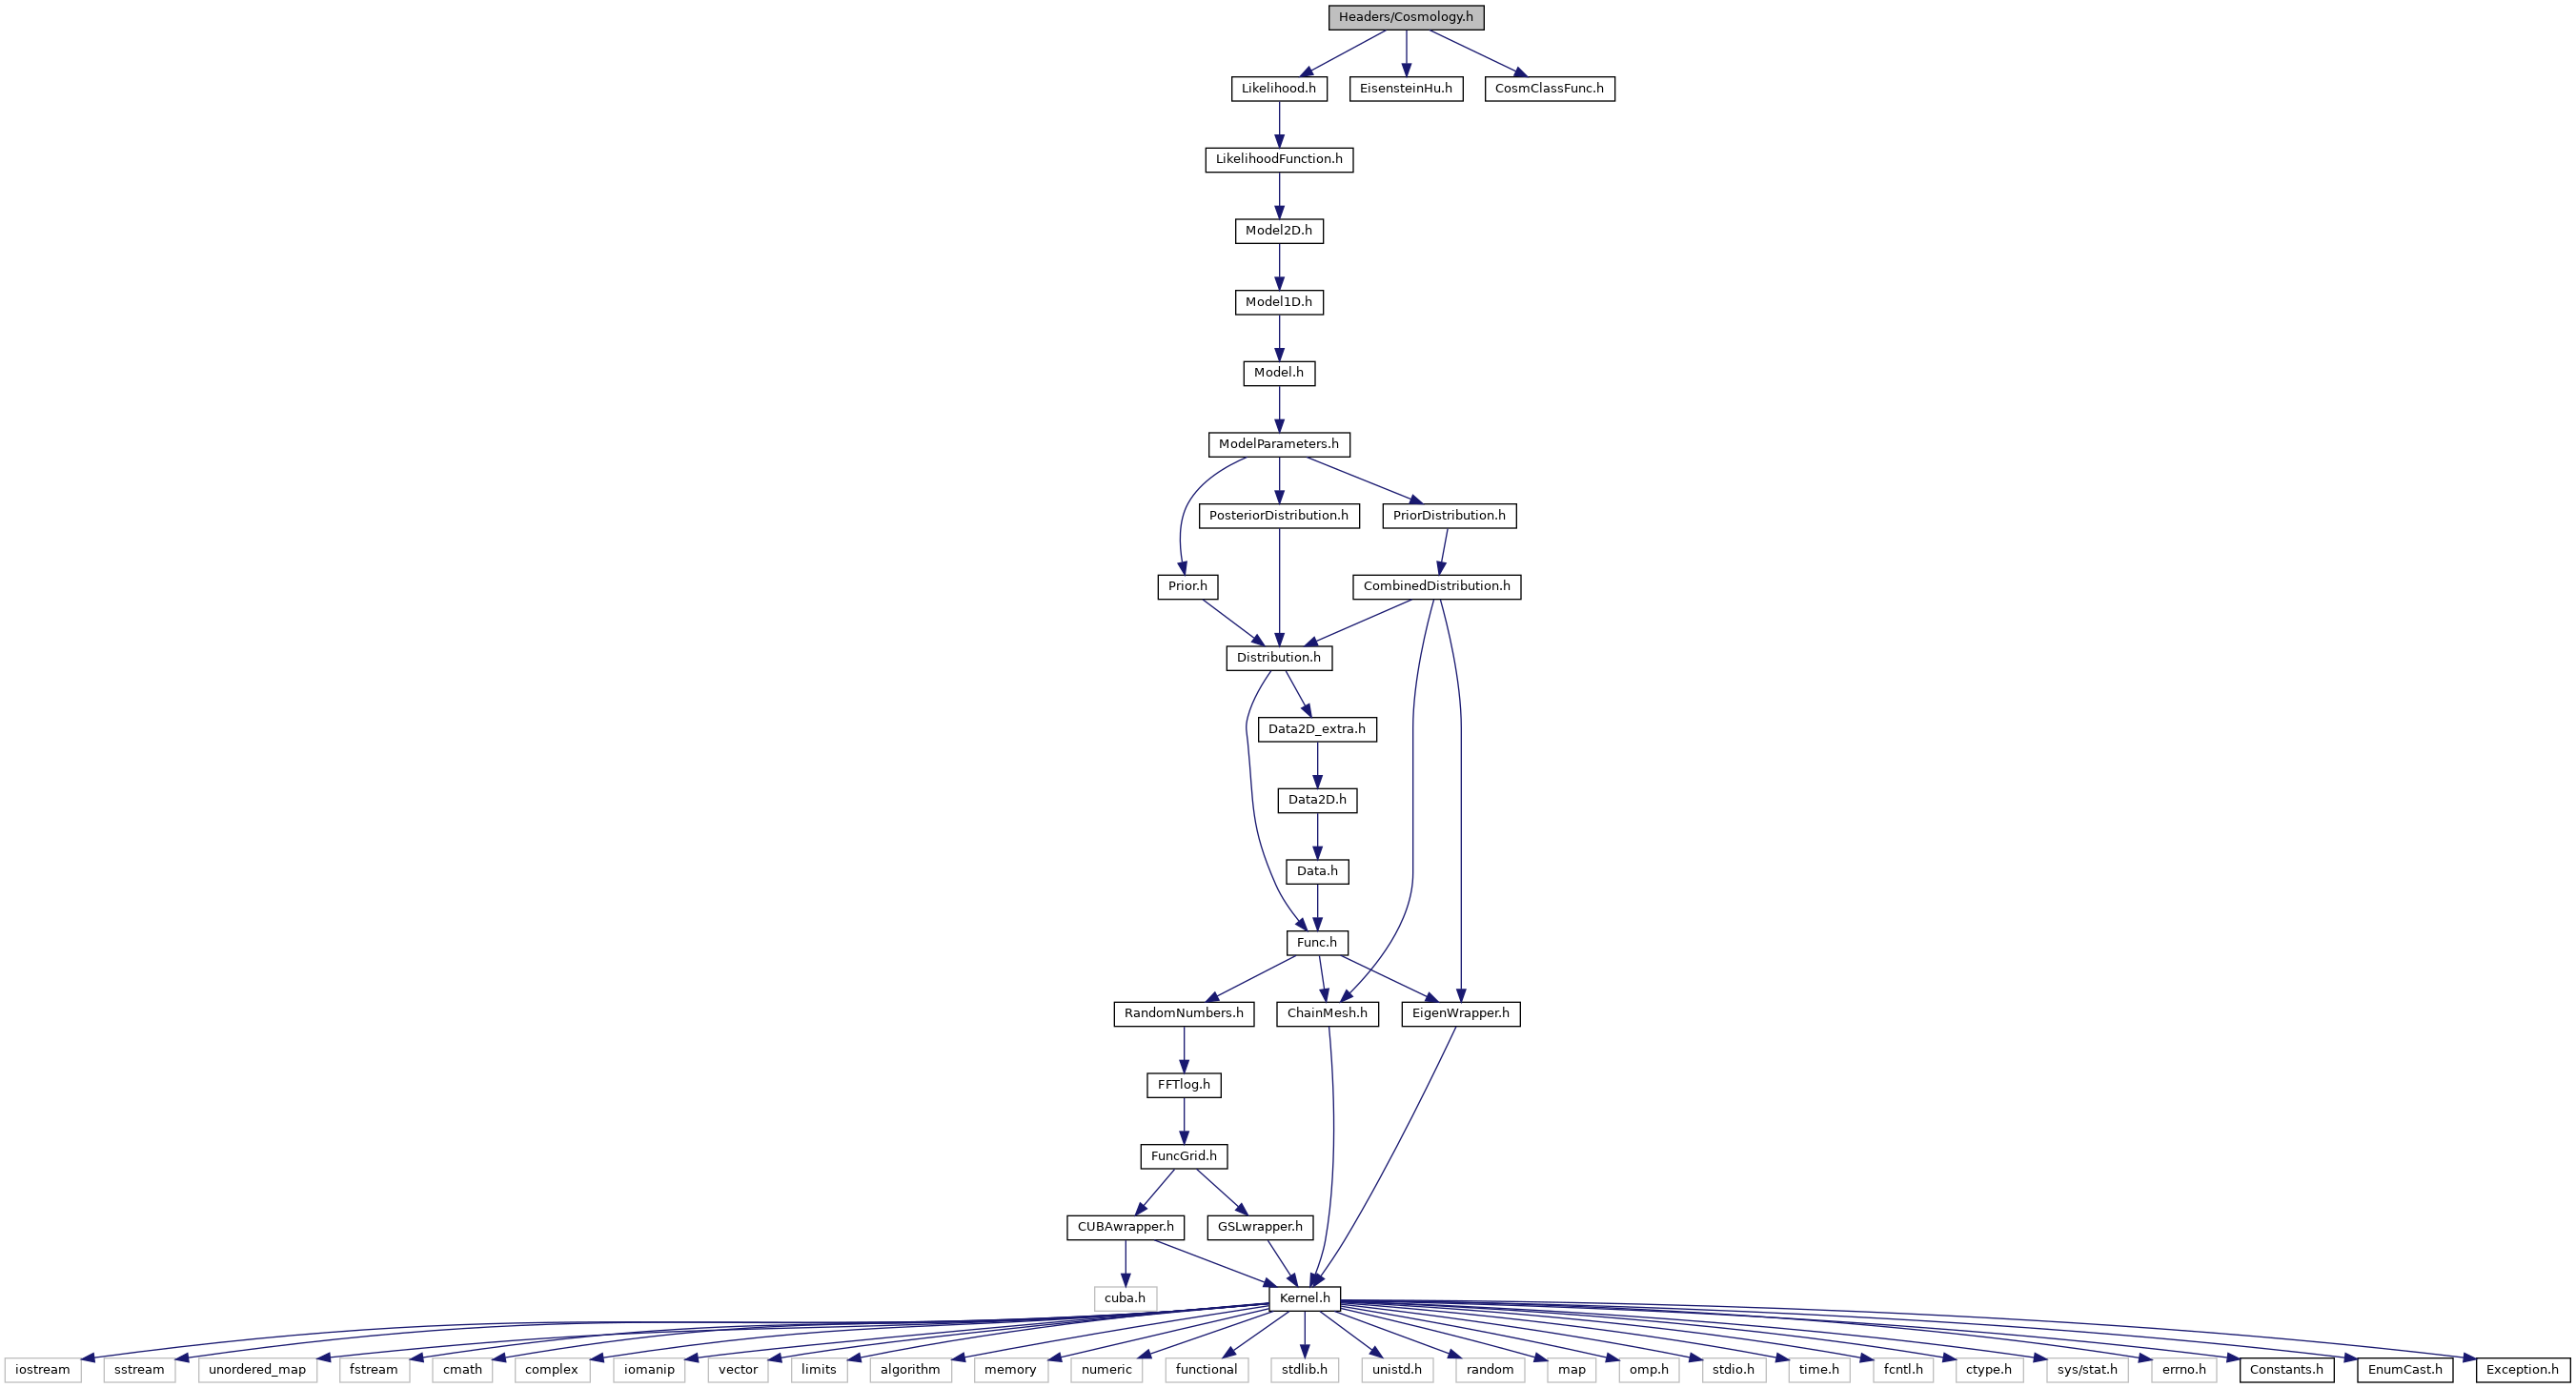 Headers/Cosmology.h
Likelihood.h
EisensteinHu.h
CosmClassFunc.h
LikelihoodFunction.h
Model2D.h
Model1D.h
Model.h
ModelParameters.h
PosteriorDistribution.h
PriorDistribution.h
Prior.h
CombinedDistribution.h
Distribution.h
Data2D_extra.h
Data2D.h
Data.h
Func.h
RandomNumbers.h
ChainMesh.h
EigenWrapper.h
FFTlog.h
FuncGrid.h
CUBAwrapper.h
GSLwrapper.h
cuba.h
Kernel.h
iostream
sstream
unordered_map
fstream
cmath
complex
iomanip
vector
limits
algorithm
memory
numeric
functional
stdlib.h
unistd.h
random
map
omp.h
stdio.h
time.h
fcntl.h
ctype.h
sys/stat.h
errno.h
Constants.h
EnumCast.h
Exception.h